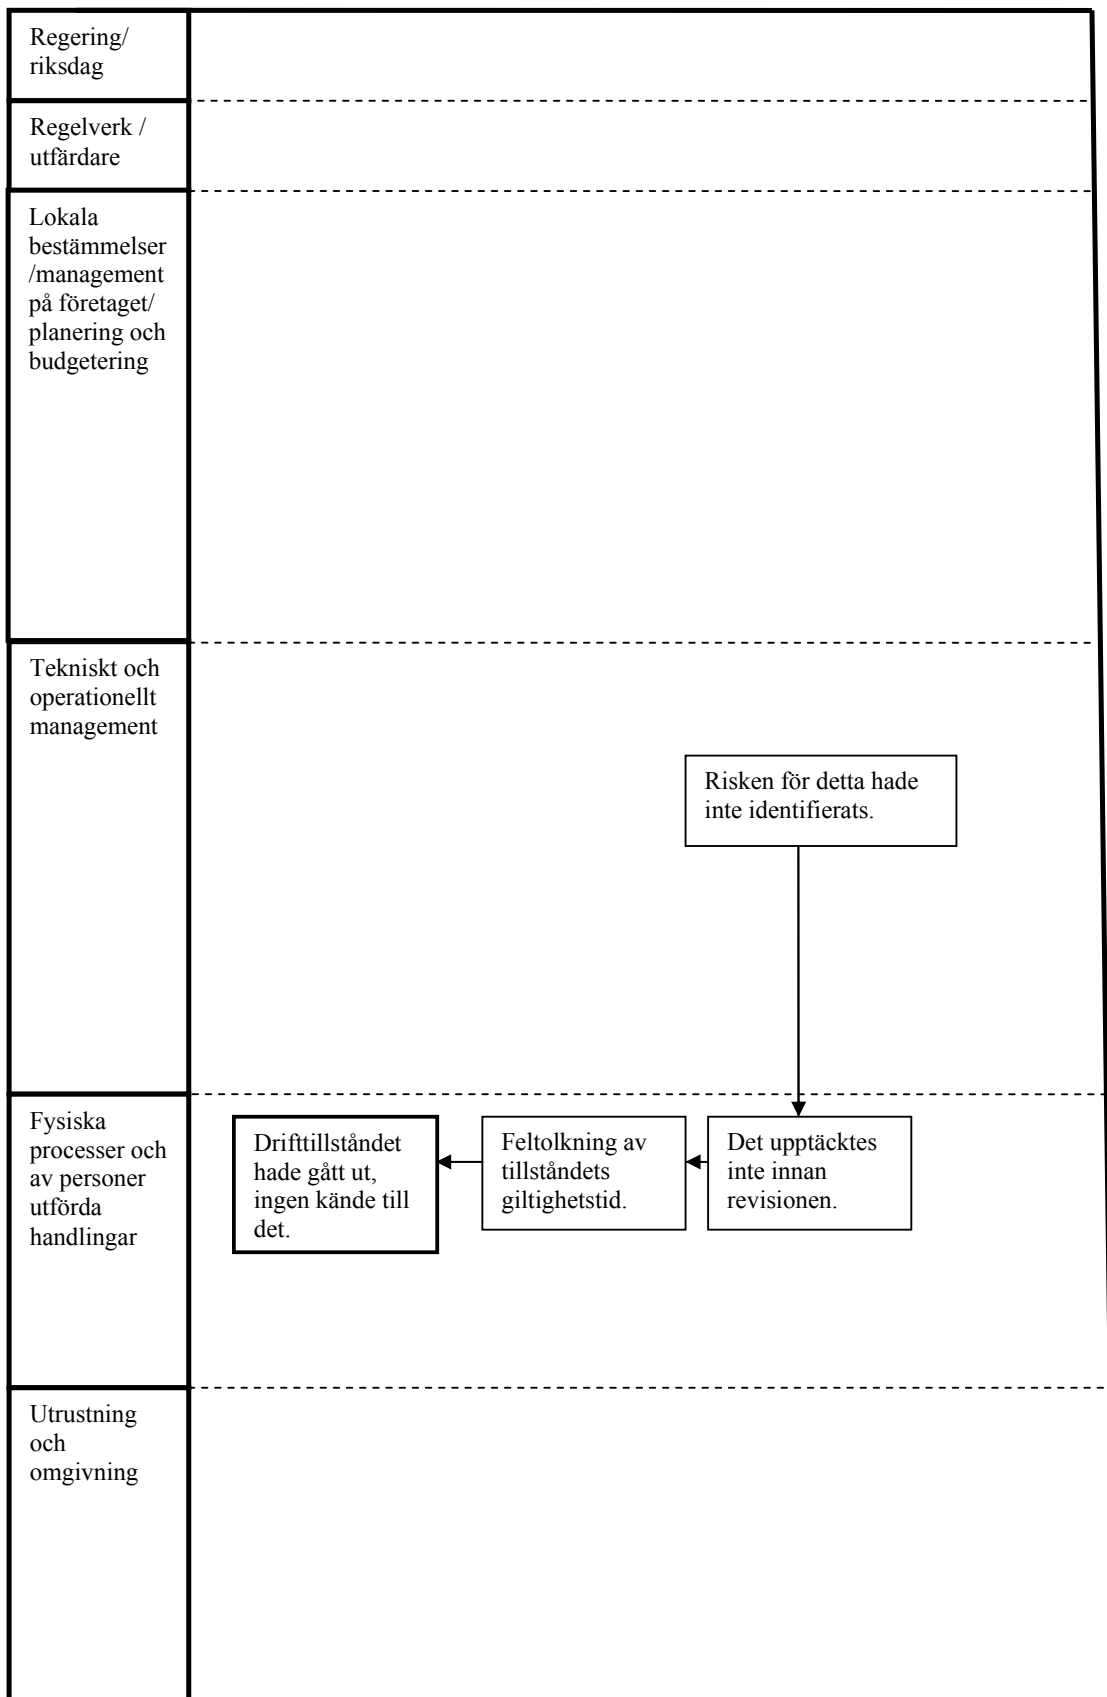 Regering/
riksdag
Regelverk /
utfärdare
Lokala
bestämmelser
/management
på företaget/
planering och
budgetering
Tekniskt och
operationellt
management
Risken för detta hade
inte identifierats.
Fysiska
processer och
av personer
utförda
handlingar
Drifttillståndet
hade gått ut,
ingen kände till
det.
Feltolkning av
tillståndets
giltighetstid.
Det upptäcktes
inte innan
revisionen.
Utrustning
och
omgivning